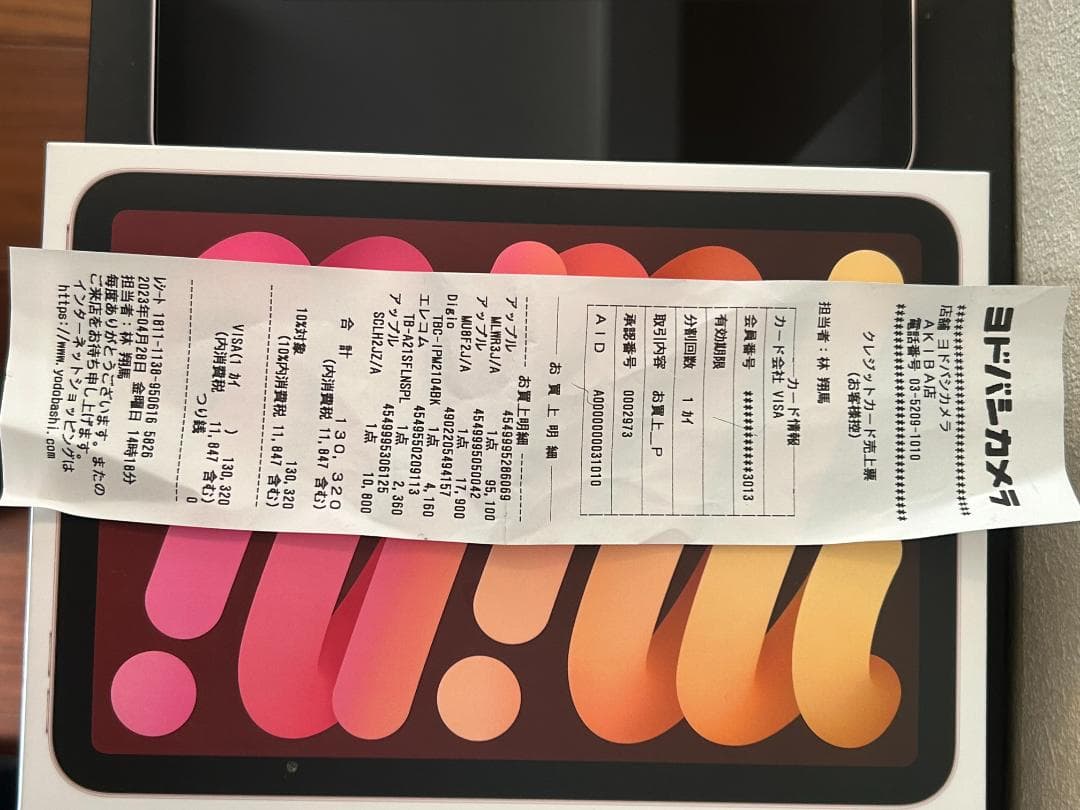 ヨドバシカメラ
************************
店舗 ヨドバシカメラ
AKIBA店
電話番号 03-5209-1010
************************
クレジットカード売上票
(お客様控)
担当者:林 翔馬
カード情報
カード会社 VISA
会員番号 ************3013
有効期限
分割回数 1 カイ
取引内容 お買上__P
承認番号 0002973
AID A0000000031010
お 買 上 明 細
お買上明細
アップル 4549995286069
MLWR3J/A 1点 95,100
アップル 4549995050042
MU8F2J/A 1点 17,900
Digio 4902205494157
TBC-IPM2104BK 1点 4,160
エレコム 4549550209113
TB-A21SFLNSPL 1点 2,360
アップル 4549995306125
SCLH2JZ/A 1点 10,800
合 計 130,320
(内消費税 11,847 含む)
10%対象 130,320
(10%内消費税 11,847 含む)
VISA(1 カイ ) 130,320
(内消費税 11,847 含む)
つり銭 0
レシート 1811-1138-950616 5828
2023年04月28日 金曜日 14時18分
担当者:林 翔馬
毎度ありがとうございます。またの
ご来店をお待ち申し上げます。
インターネットショッピングは
https://www.yodobashi.com